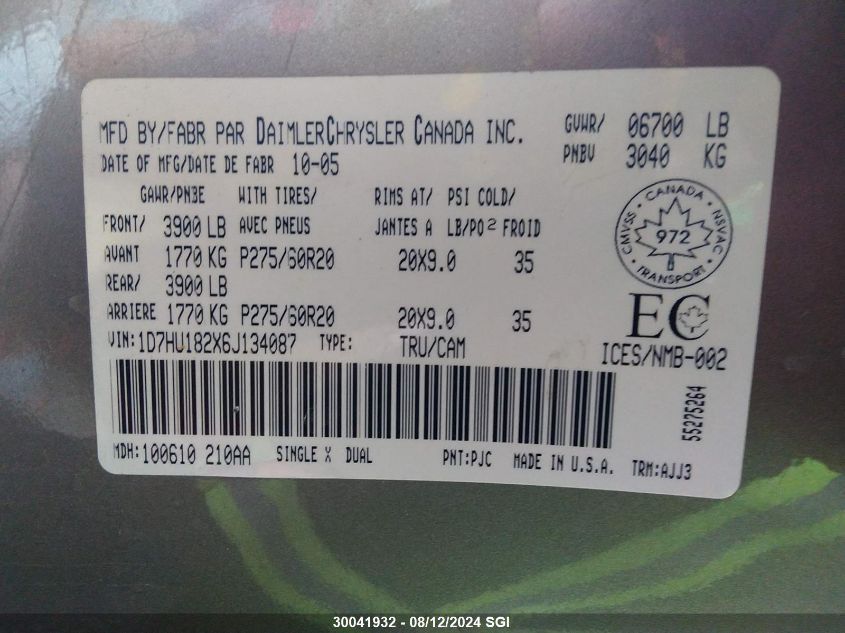 MFD BY/FABR PAR DAIMLERCHRYSLER CANADA INC. GVWR/ 06700 LB
DATE OF MFG/DATE DE FABR 10-05 PNBV 3040 KG
GAWR/PN3E WITH TIRES/ RIMS AT/ PSI COLD/
FRONT/ 3900 LB AVEC PNEUS JANTES A LB/PO² FROID
AVANT 1770 KG P275/60R20 20X9.0 35
REAR/ 3900 LB
ARRIERE 1770 KG P275/60R20 20X9.0 35
VIN: 1D7HU182X6J134087 TYPE: TRU/CAM
CANADA
CMVSS 972 NSVAC
TRANSPORT
EC
ICES/NMB-002
55275264
MDH: 100610 210AA SINGLE X DUAL PNT:PJC MADE IN U.S.A. TRM:AJJ3
30041932 - 08/12/2024 SGI